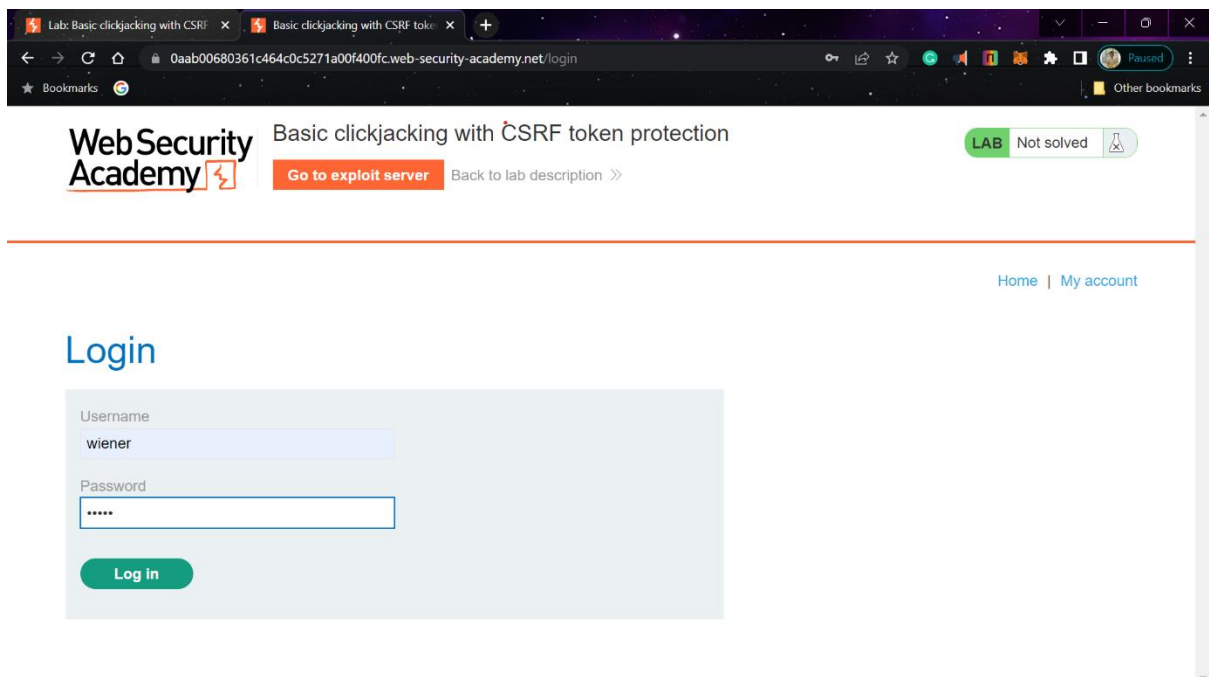 Lab: Basic clickjacking with CSRF
Basic clickjacking with CSRF toke
0aab00680361c464c0c5271a00f400fc.web-security-academy.net/login
Paused
Bookmarks
Other bookmarks
Web Security
Academy
Basic clickjacking with CSRF token protection
Go to exploit server
Back to lab description
LAB Not solved
Home | My account
Login
Username
wiener
Password
•••••
Log in